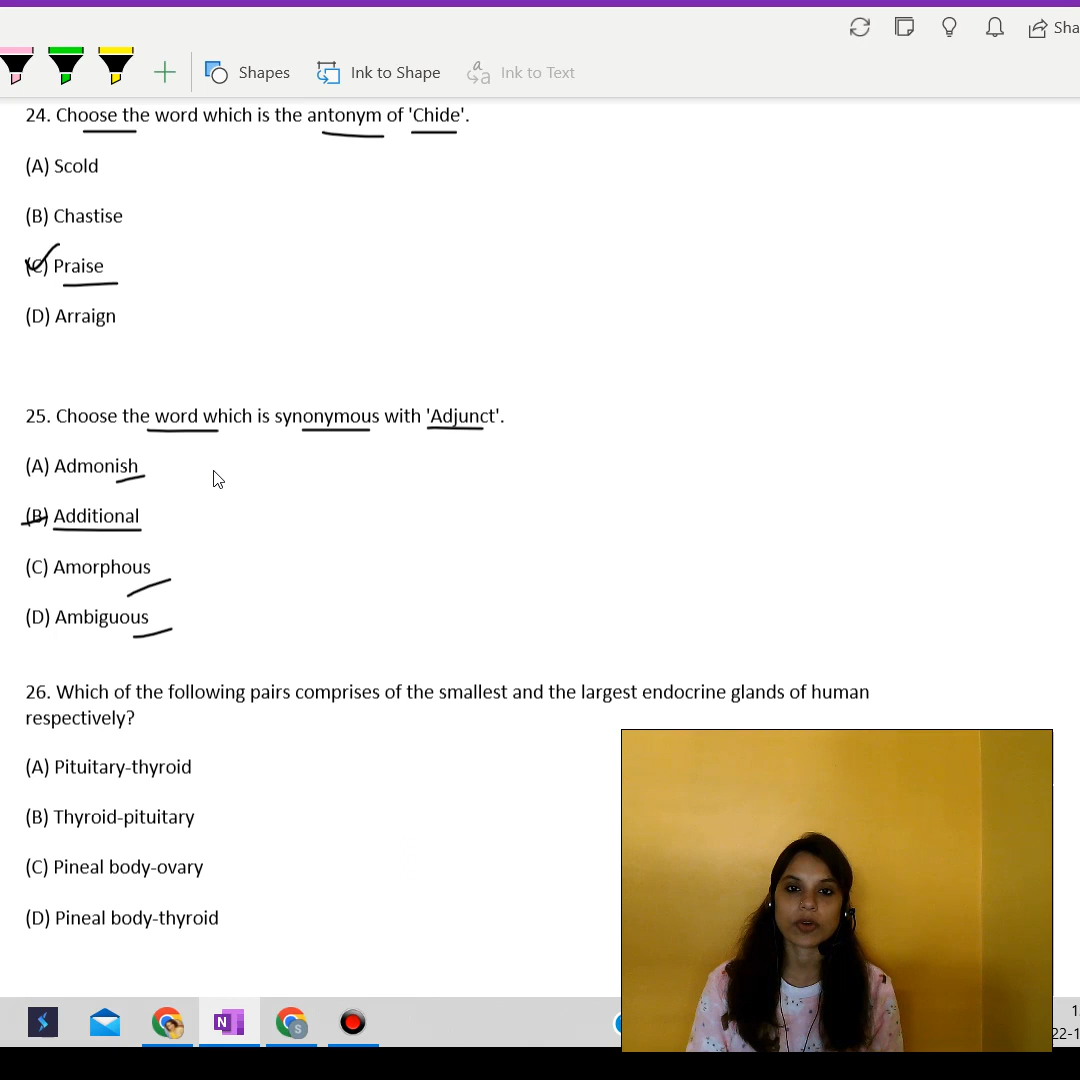 Sha
Shapes
Ink to Shape
Ink to Text
24. Choose the word which is the antonym of 'Chide'.
(A) Scold
(B) Chastise
(C) Praise
(D) Arraign
25. Choose the word which is synonymous with 'Adjunct'.
(A) Admonish
(B) Additional
(C) Amorphous
(D) Ambiguous
26. Which of the following pairs comprises of the smallest and the largest endocrine glands of human
respectively?
(A) Pituitary-thyroid
(B) Thyroid-pituitary
(C) Pineal body-ovary
(D) Pineal body-thyroid
N
S
1
22-1